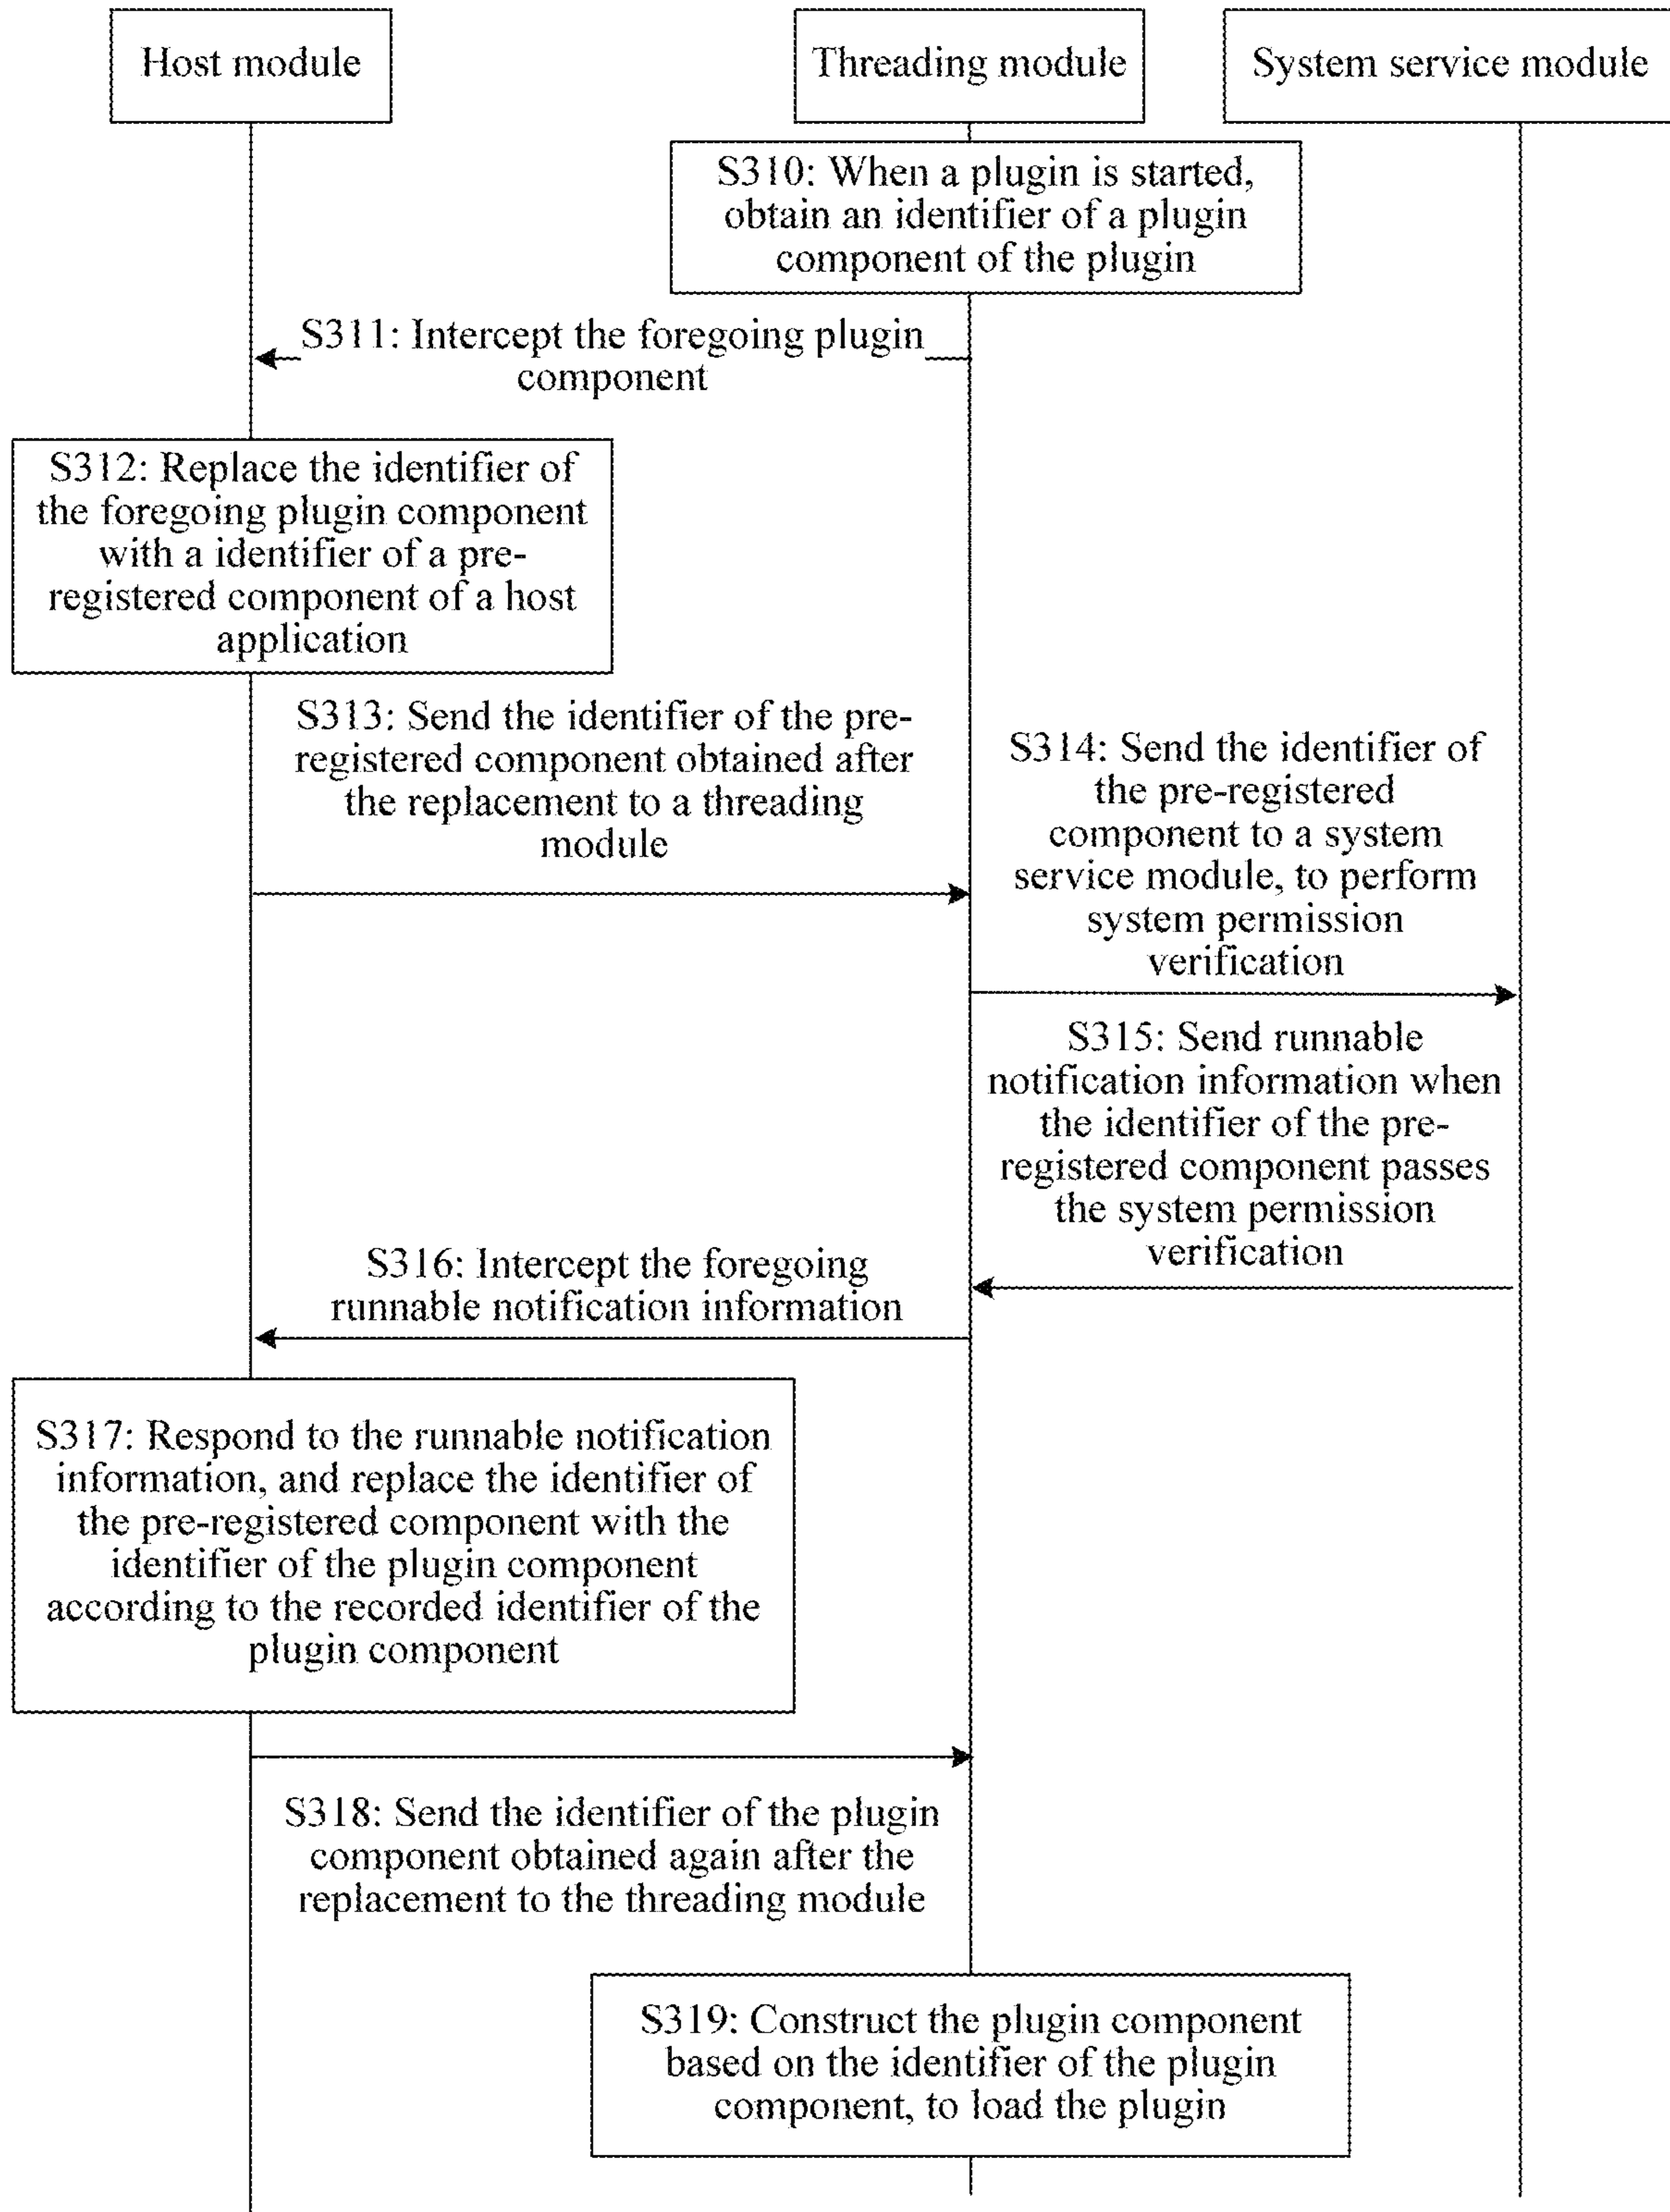 Host module
Threading module
System service module
S310: When a plugin is started,
obtain an identifier of a plugin
component of the plugin
S311: Intercept the foregoing plugin
component
S312: Replace the identifier of
the foregoing plugin component
with a identifier of a pre-
registered component of a host
application
S313: Send the identifier of the pre-
registered component obtained after
the replacement to a threading
module
S314: Send the identifier of
the pre-registered
component to a system
service module, to perform
system permission
verification
S315: Send runnable
notification information when
the identifier of the pre-
registered component passes
the system permission
verification
S316: Intercept the foregoing
runnable notification information
S317: Respond to the runnable notification
information, and replace the identifier of
the pre-registered component with the
identifier of the plugin component
according to the recorded identifier of the
plugin component
S318: Send the identifier of the plugin
component obtained again after the
replacement to the threading module
S319: Construct the plugin component
based on the identifier of the plugin
component, to load the plugin